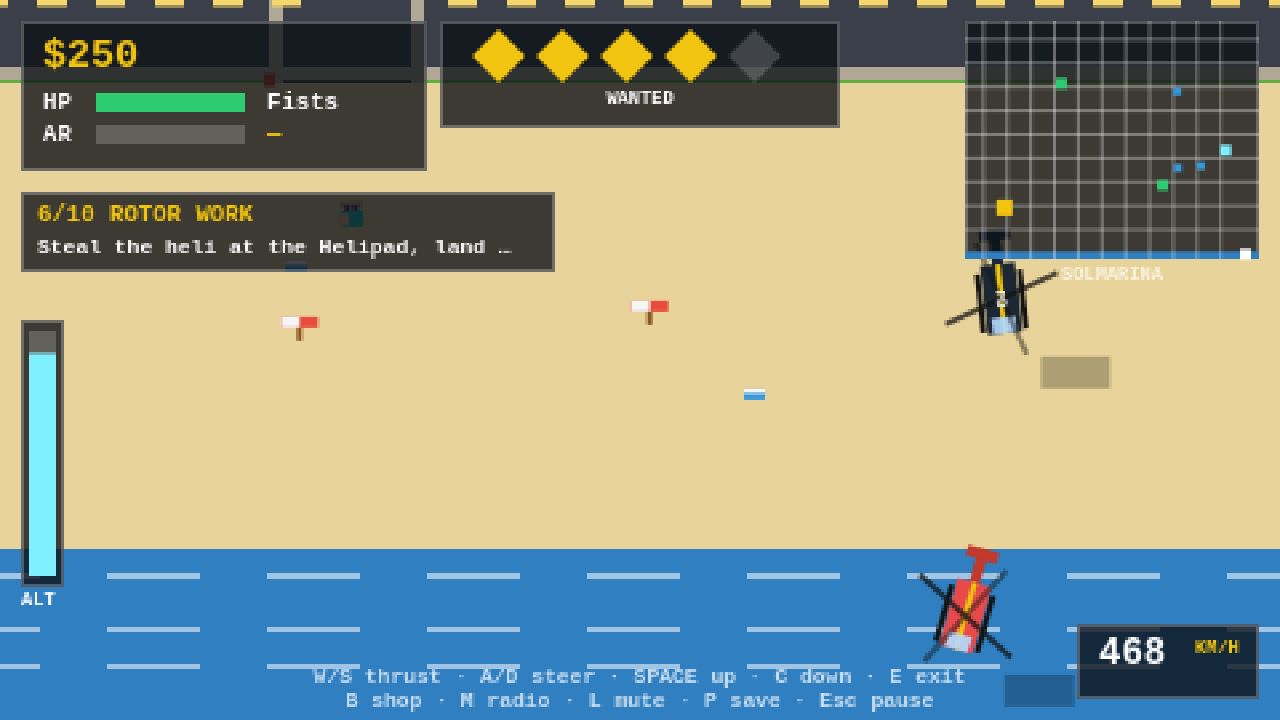 $250
HP Fists
AR —
WANTED
6/10 ROTOR WORK
Steal the heli at the Helipad, land …
SOLMARINA
ALT
468 KM/H
W/S thrust · A/D steer · SPACE up · C down · E exit
B shop · M radio · L mute · P save · Esc pause